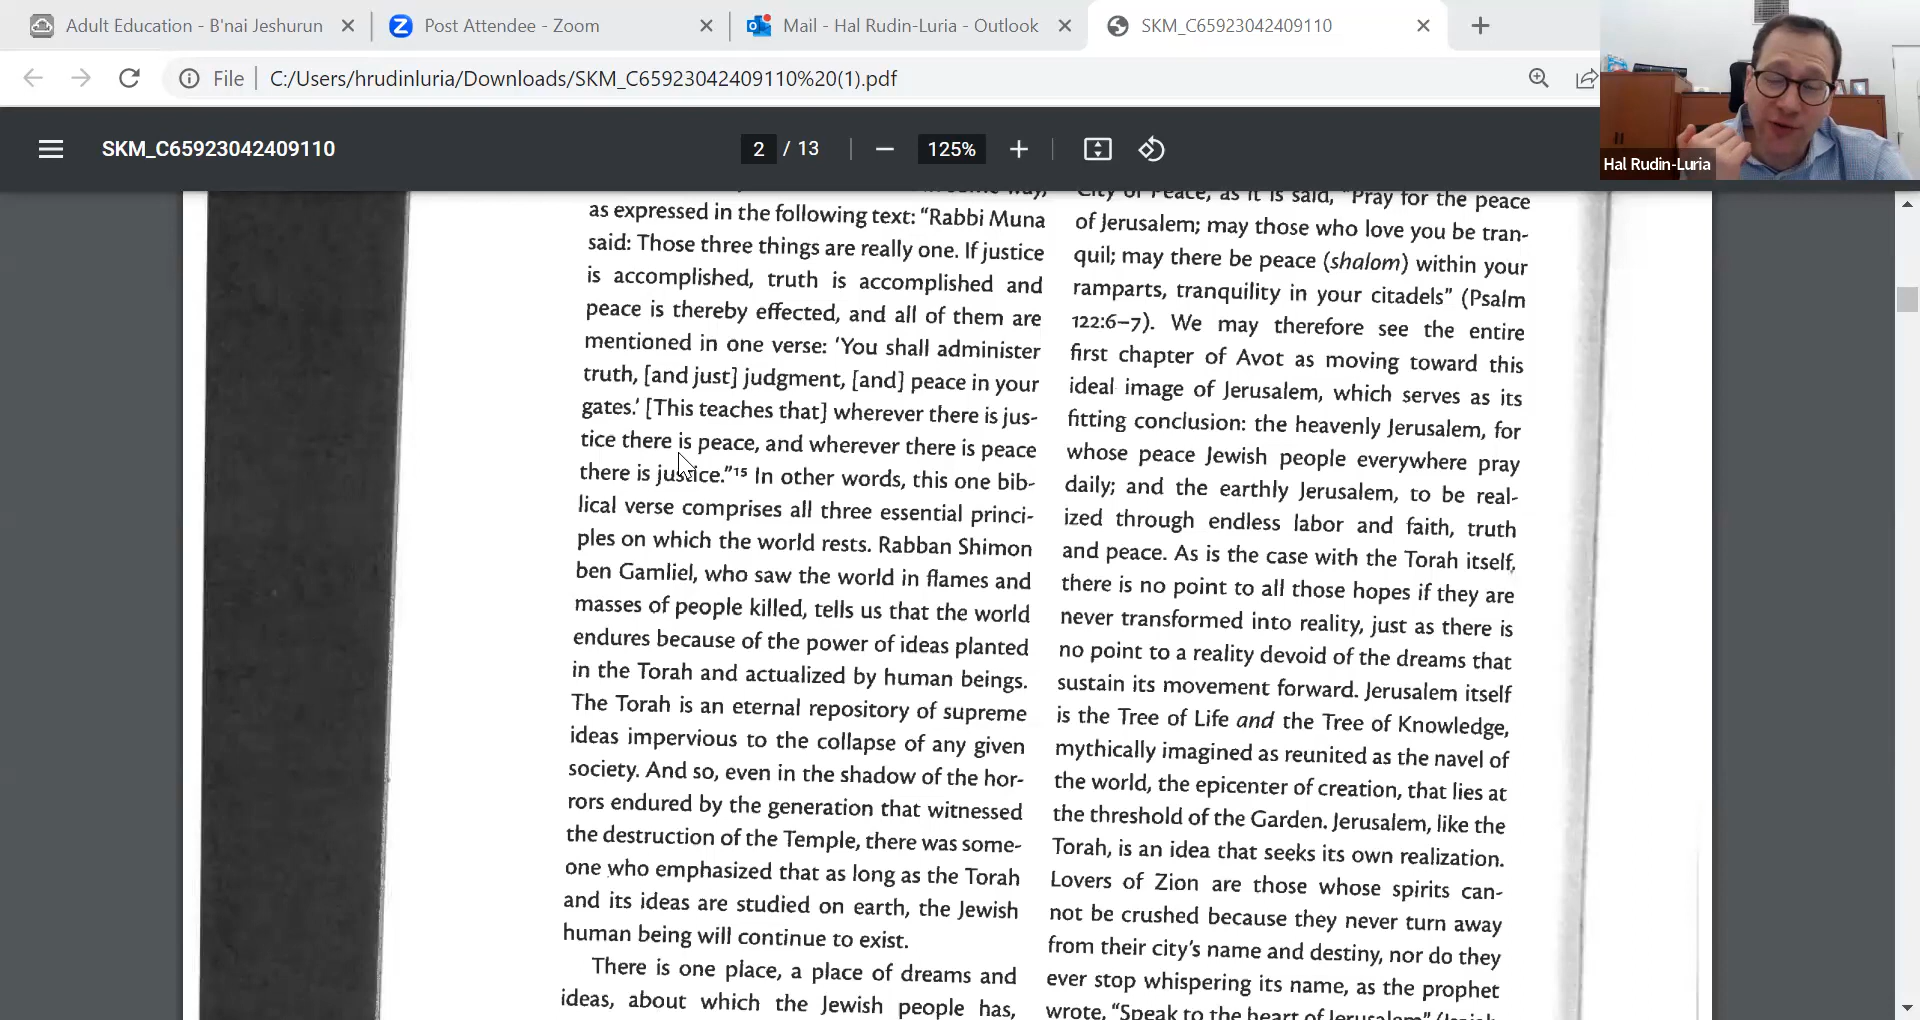 Adult Education - B'nai Jeshurun
Post Attendee - Zoom
Mail - Hal Rudin-Luria - Outlook
SKM_C65923042409110
File
C:/Users/hrudinluria/Downloads/SKM_C65923042409110%20(1).pdf
SKM_C65923042409110
2 / 13
125%
Hal Rudin-Luria
as expressed in the following text: “Rabbi Muna
said: Those three things are really one. If justice
is accomplished, truth is accomplished and
peace is thereby effected, and all of them are
mentioned in one verse: ‘You shall administer
truth, [and just] judgment, [and] peace in your
gates.’ [This teaches that] wherever there is jus-
tice there is peace, and wherever there is peace
there is justice.”15 In other words, this one bib-
lical verse comprises all three essential princi-
ples on which the world rests. Rabban Shimon
ben Gamliel, who saw the world in flames and
masses of people killed, tells us that the world
endures because of the power of ideas planted
in the Torah and actualized by human beings.
The Torah is an eternal repository of supreme
ideas impervious to the collapse of any given
society. And so, even in the shadow of the hor-
rors endured by the generation that witnessed
the destruction of the Temple, there was some-
one who emphasized that as long as the Torah
and its ideas are studied on earth, the Jewish
human being will continue to exist.
There is one place, a place of dreams and
ideas, about which the Jewish people has,
City of Peace, as it is said, “Pray for the peace
of Jerusalem; may those who love you be tran-
quil; may there be peace (shalom) within your
ramparts, tranquility in your citadels” (Psalm
122:6–7). We may therefore see the entire
first chapter of Avot as moving toward this
ideal image of Jerusalem, which serves as its
fitting conclusion: the heavenly Jerusalem, for
whose peace Jewish people everywhere pray
daily; and the earthly Jerusalem, to be real-
ized through endless labor and faith, truth
and peace. As is the case with the Torah itself,
there is no point to all those hopes if they are
never transformed into reality, just as there is
no point to a reality devoid of the dreams that
sustain its movement forward. Jerusalem itself
is the Tree of Life and the Tree of Knowledge,
mythically imagined as reunited as the navel of
the world, the epicenter of creation, that lies at
the threshold of the Garden. Jerusalem, like the
Torah, is an idea that seeks its own realization.
Lovers of Zion are those whose spirits can-
not be crushed because they never turn away
from their city’s name and destiny, nor do they
ever stop whispering its name, as the prophet
wrote, “Speak to the heart of Jerusalem” (Isaiah